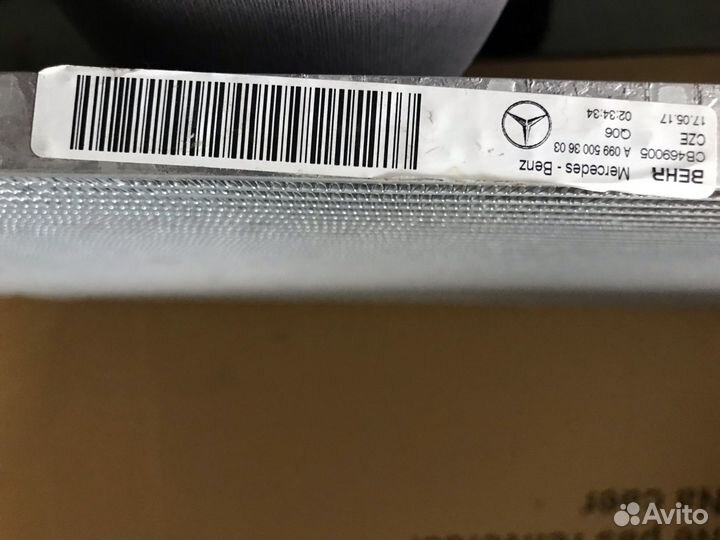 BEHR
CB469005
CZE
17.05.17
Mercedes - Benz
A 099 500 36 03
Q06
02:34:34
Avito